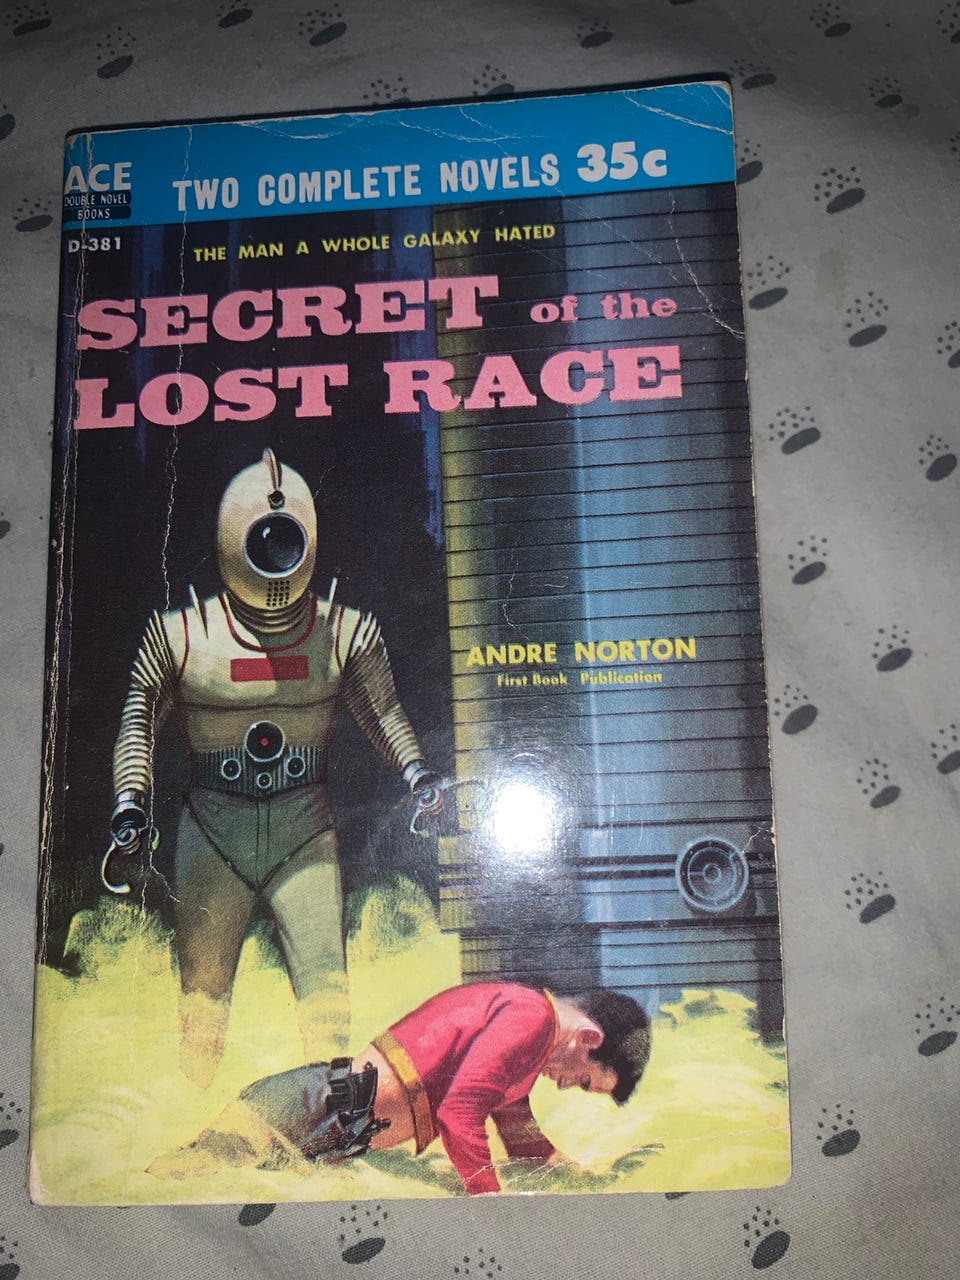 ACE
DOUBLE NOVEL
BOOKS
TWO COMPLETE NOVELS 35c
D-381
THE MAN A WHOLE GALAXY HATED
SECRET of the
LOST RACE
ANDRE NORTON
First Book Publication